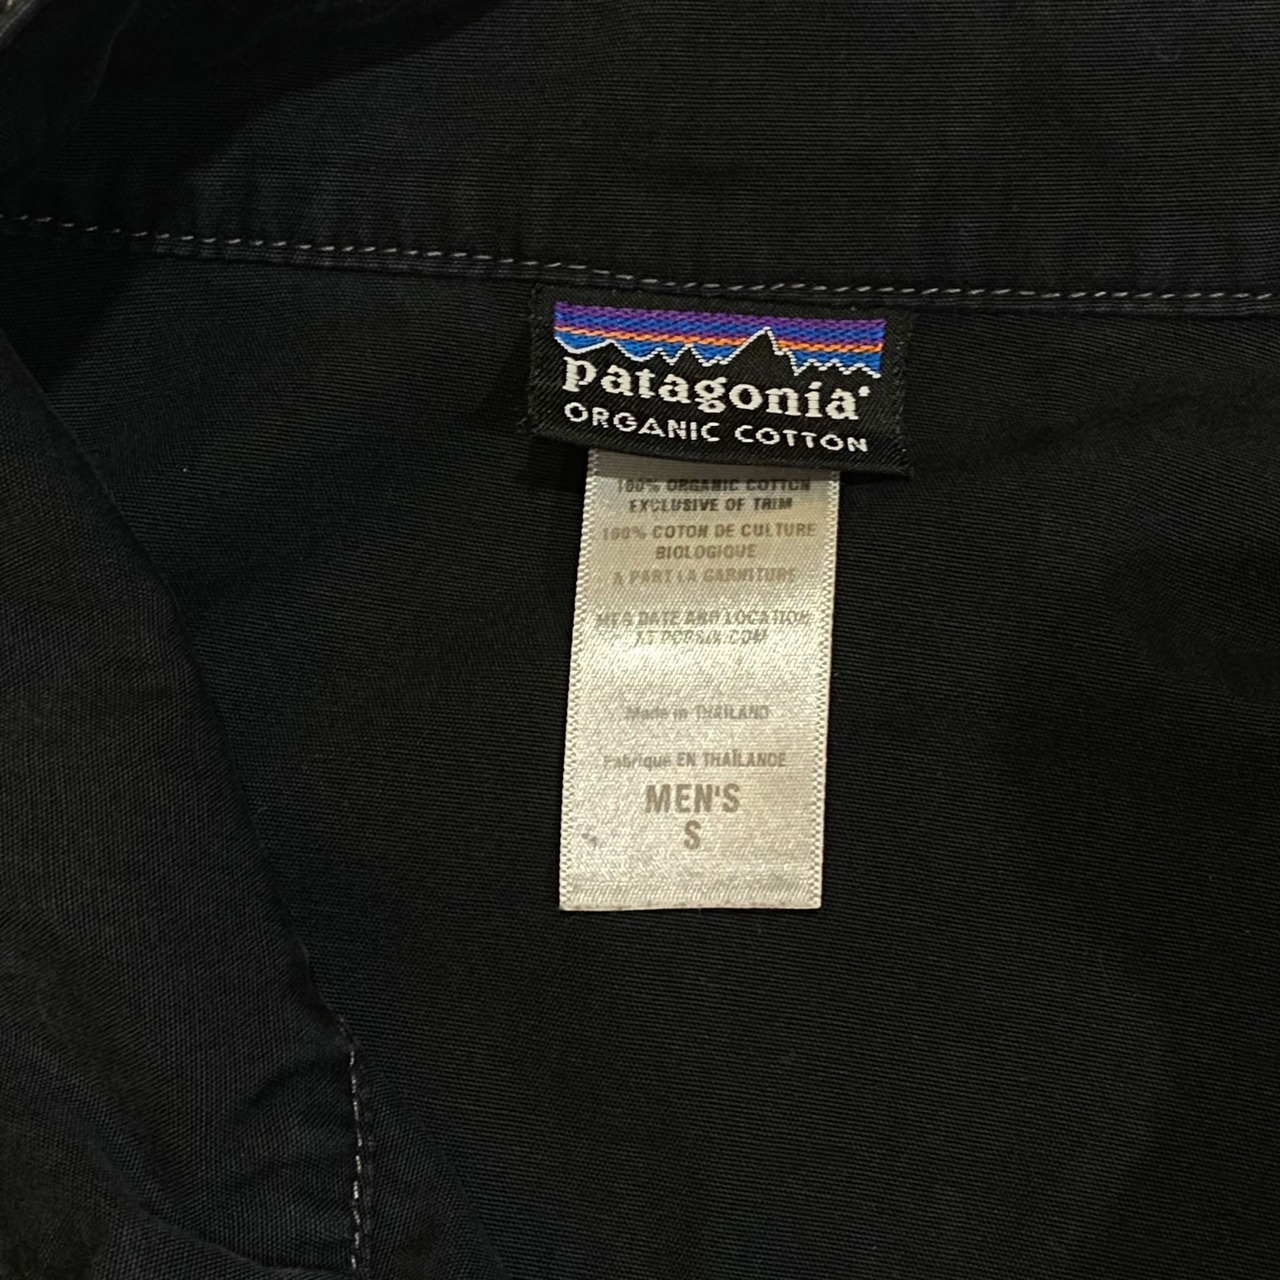 patagonia®
ORGANIC COTTON
100% ORGANIC COTTON
EXCLUSIVE OF TRIM
100% COTON DE CULTURE
BIOLOGIQUE
A PART LA GARNITURE
MFG DATE AND LOCATION
AT
Made in THAILAND
Fabriqué EN THAÏLANDE
MEN'S
S